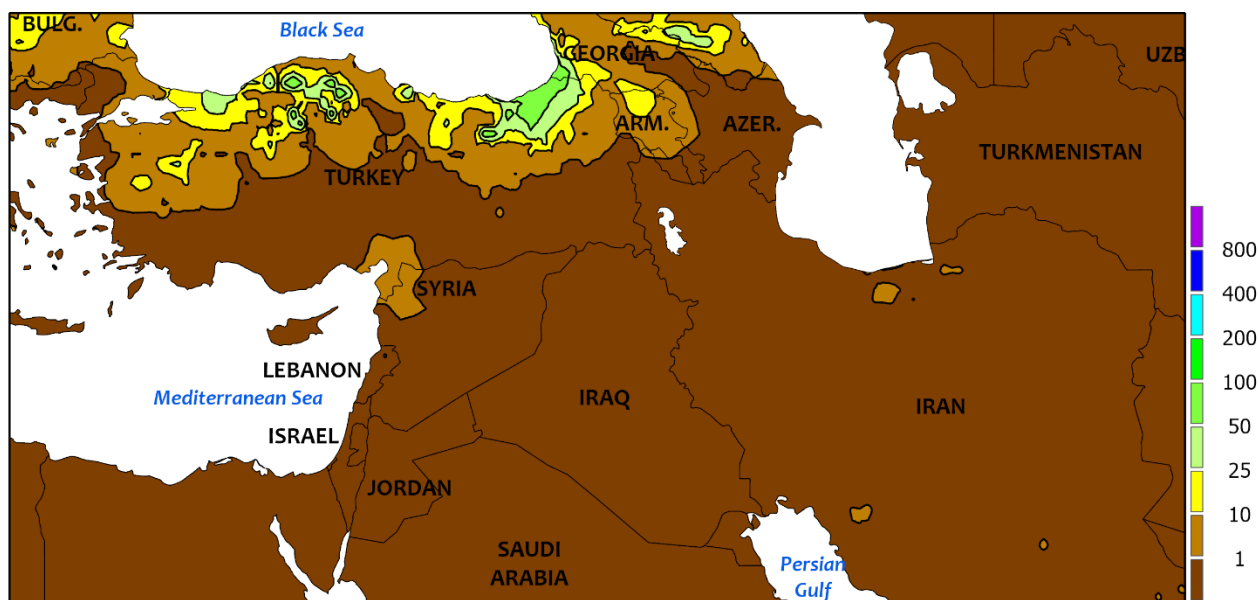 BULG.
Black Sea
GEORGIA
UZB
ARM.
AZER.
TURKMENISTAN
TURKEY
SYRIA
LEBANON
Mediterranean Sea
ISRAEL
IRAQ
IRAN
JORDAN
SAUDI
ARABIA
Persian
Gulf
800
400
200
100
50
25
10
1